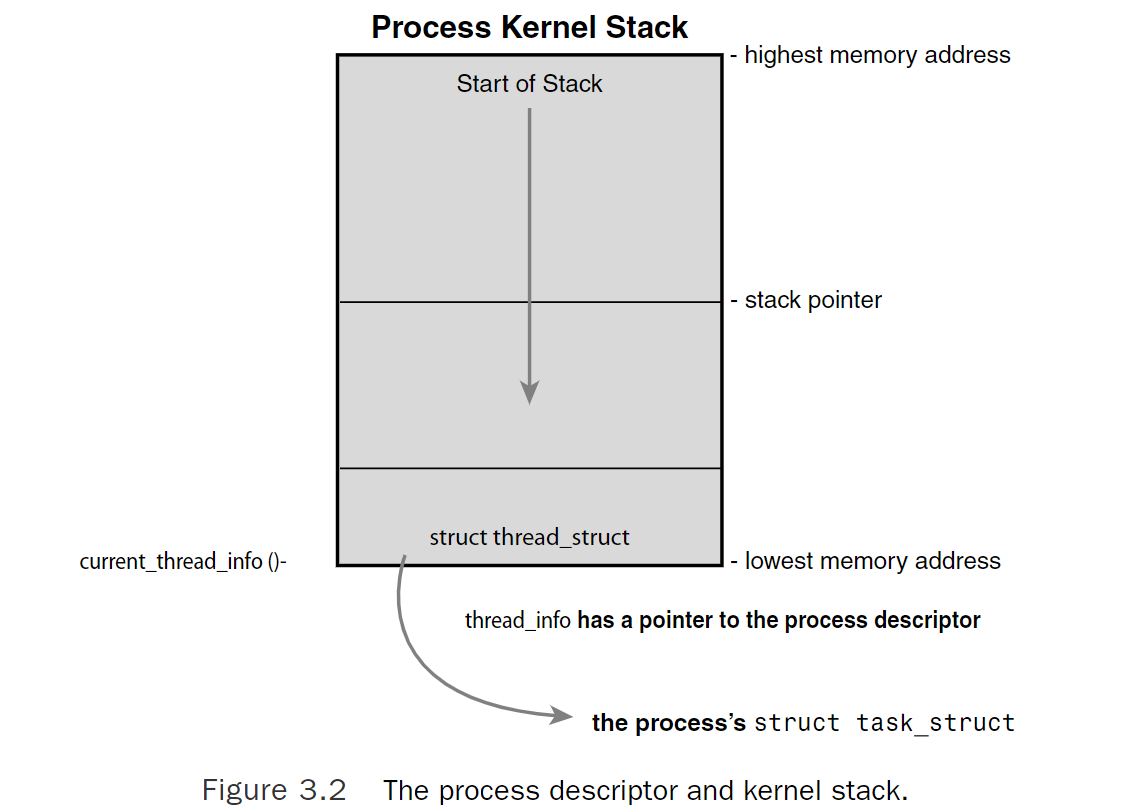 Process Kernel Stack
- highest memory address
Start of Stack
- stack pointer
struct thread_struct
current_thread_info ()-
- lowest memory address
thread_info has a pointer to the process descriptor
the process’s struct task_struct
Figure 3.2 The process descriptor and kernel stack.